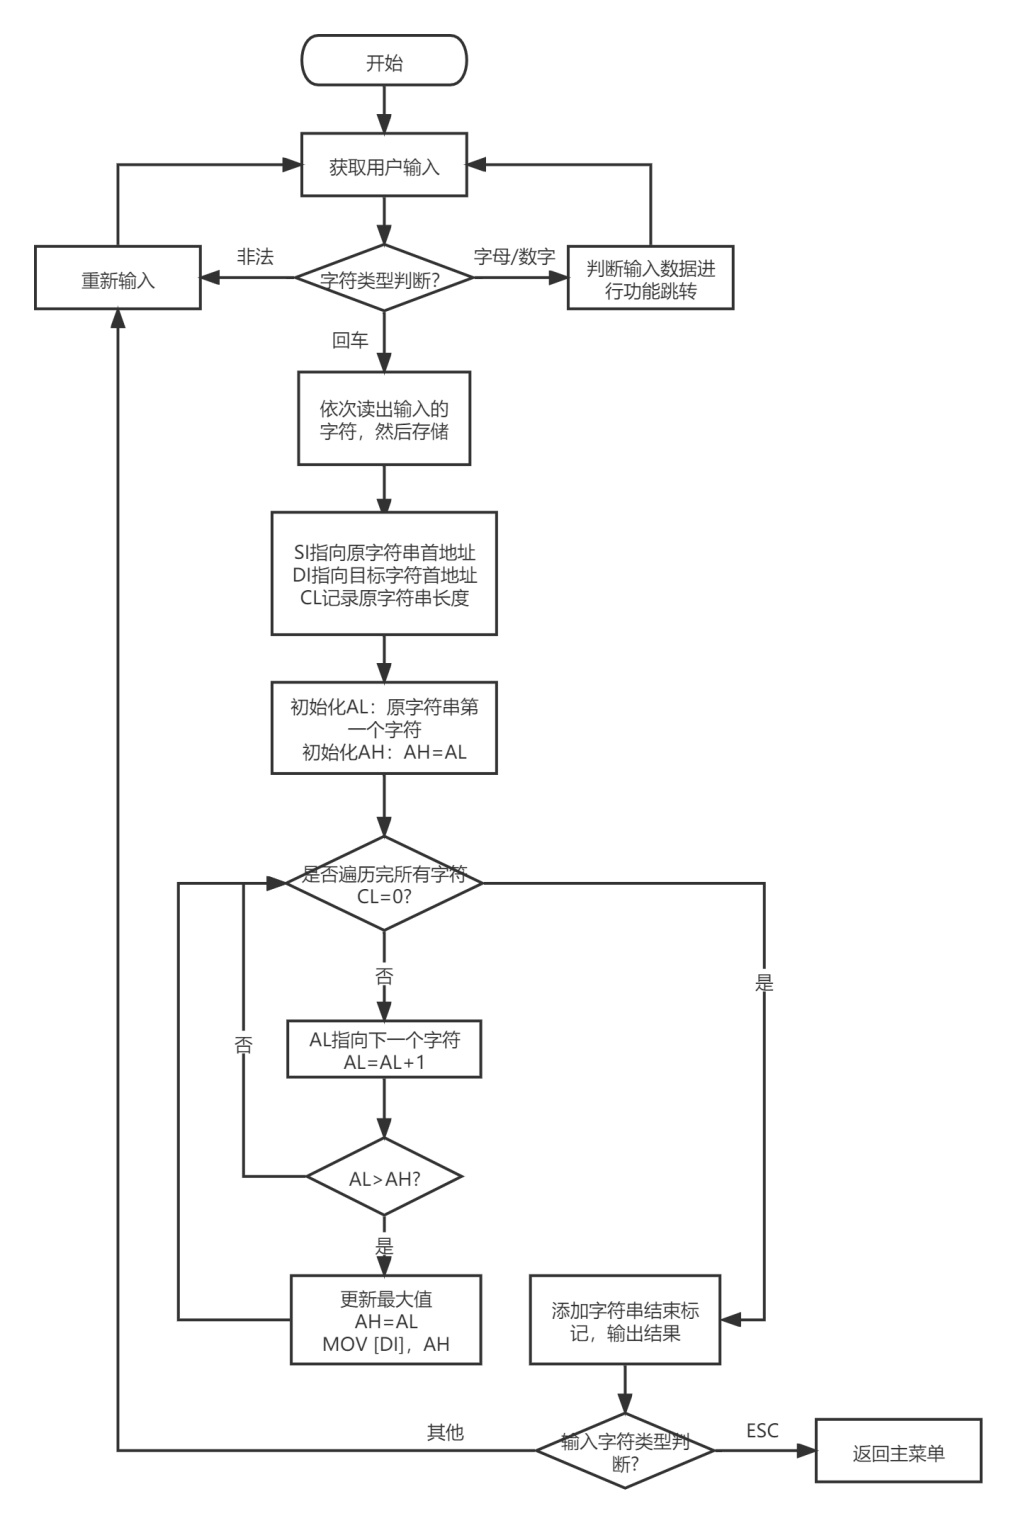 开始
获取用户输入
非法
字母/数字
重新输入
字符类型判断?
判断输入数据进
行功能跳转
回车
依次读出输入的
字符，然后存储
SI指向原字符串首地址
DI指向目标字符首地址
CL记录原字符串长度
初始化AL：原字符串第
一个字符
初始化AH：AH=AL
是否遍历完所有字符
CL=0?
否
是
AL指向下一个字符
AL=AL+1
否
AL>AH?
是
更新最大值
AH=AL
MOV [DI]，AH
添加字符串结束标
记，输出结果
其他
输入字符类型判
断?
ESC
返回主菜单